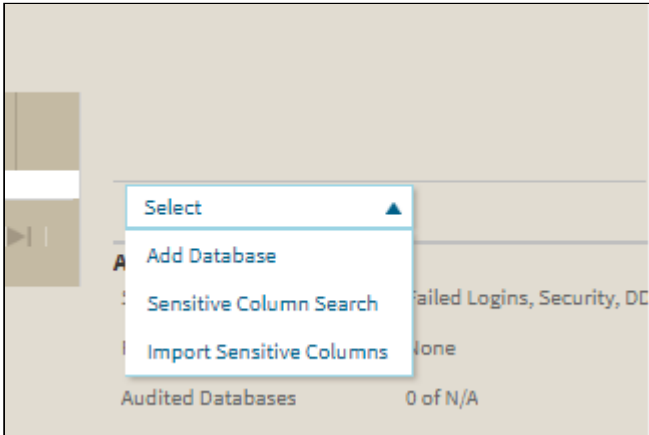 Select
Add Database
Sensitive Column Search
Failed Logins, Security, DD
Import Sensitive Columns
None
Audited Databases
0 of N/A